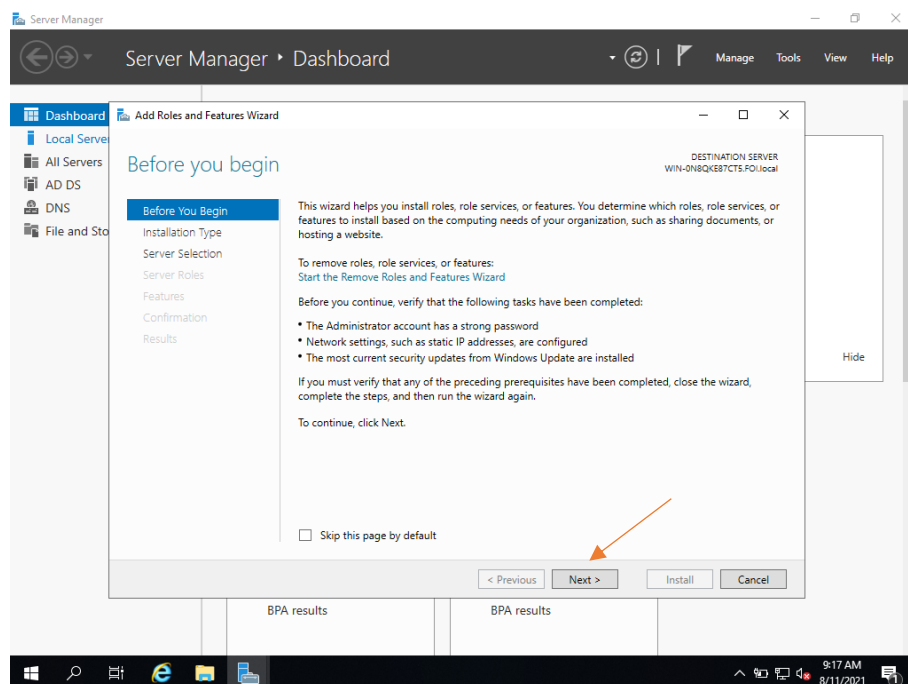 Server Manager
Server Manager • Dashboard
Manage Tools View Help
Dashboard
Local Server
All Servers
AD DS
DNS
File and Sto
Add Roles and Features Wizard
Before you begin
DESTINATION SERVER
WIN-0N8QKE87CTS.FOI.local
Before You Begin
Installation Type
Server Selection
Server Roles
Features
Confirmation
Results
This wizard helps you install roles, role services, or features. You determine which roles, role services, or
features to install based on the computing needs of your organization, such as sharing documents, or
hosting a website.
To remove roles, role services, or features:
Start the Remove Roles and Features Wizard
Before you continue, verify that the following tasks have been completed:
• The Administrator account has a strong password
• Network settings, such as static IP addresses, are configured
• The most current security updates from Windows Update are installed
If you must verify that any of the preceding prerequisites have been completed, close the wizard,
complete the steps, and then run the wizard again.
To continue, click Next.
Skip this page by default
< Previous Next > Install Cancel
Hide
BPA results BPA results
9:17 AM
8/11/2021
1